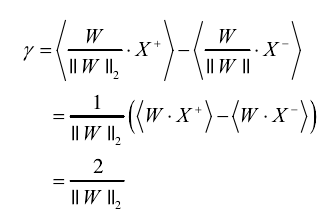 γ = ⟨ W / ‖ W ‖₂ · X⁺ ⟩ − ⟨ W / ‖ W ‖ · X⁻ ⟩
= 1 / ‖ W ‖₂ ( ⟨ W · X⁺ ⟩ − ⟨ W · X⁻ ⟩ )
= 2 / ‖ W ‖₂